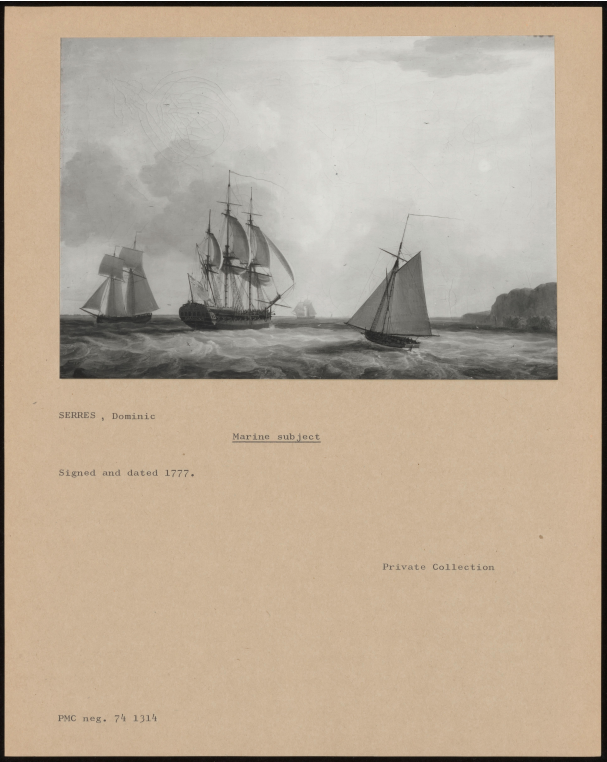 SERRES , Dominic
Marine subject
Signed and dated 1777.
Private Collection
PMC neg. 74 1314